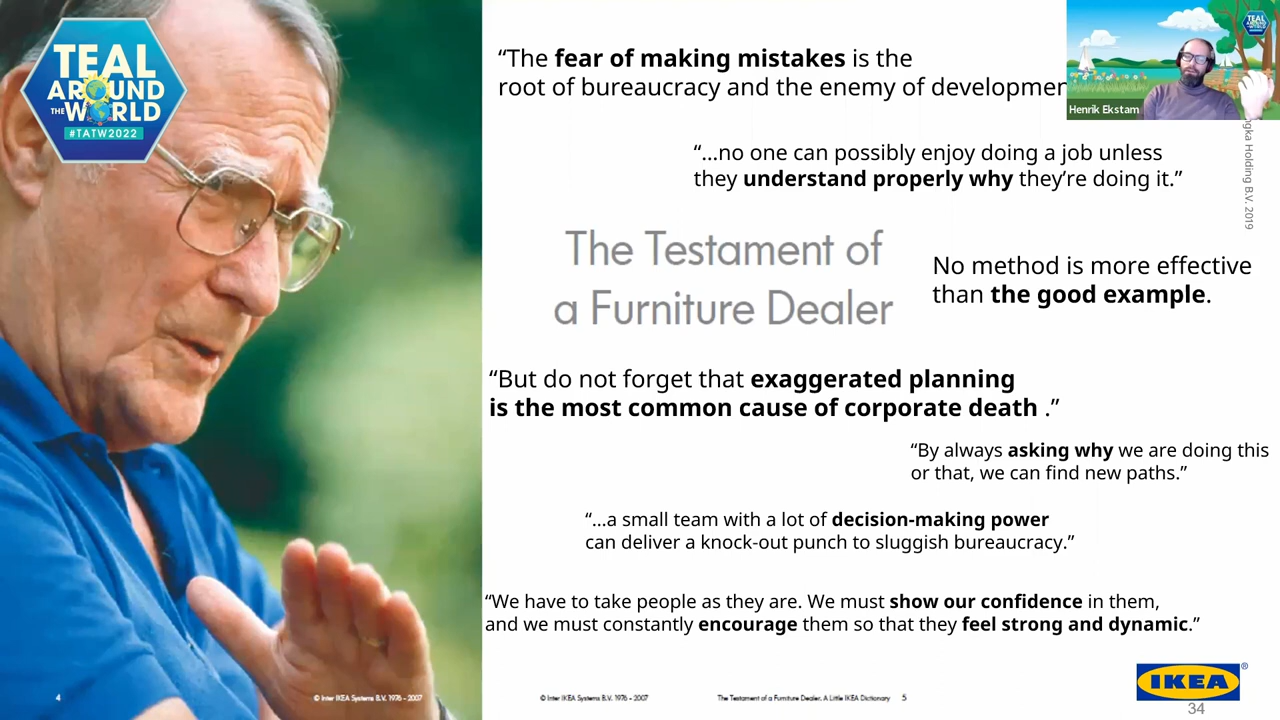 TEAL
AROUND
THE WORLD
#TATW2022
“The fear of making mistakes is the
root of bureaucracy and the enemy of developmen
TEAL
AROUND
WORLD
Henrik Ekstam
gka Holding B.V. 2019
“…no one can possibly enjoy doing a job unless
they understand properly why they’re doing it.”
The Testament of
a Furniture Dealer
No method is more effective
than the good example.
“But do not forget that exaggerated planning
is the most common cause of corporate death .”
“By always asking why we are doing this
or that, we can find new paths.”
“…a small team with a lot of decision-making power
can deliver a knock-out punch to sluggish bureaucracy.”
“We have to take people as they are. We must show our confidence in them,
and we must constantly encourage them so that they feel strong and dynamic.”
4
© Inter IKEA Systems B.V. 1976 - 2007
© Inter IKEA Systems B.V. 1976 - 2007
The Testament of a Furniture Dealer, A Little IKEA Dictionary 5
IKEA®
34